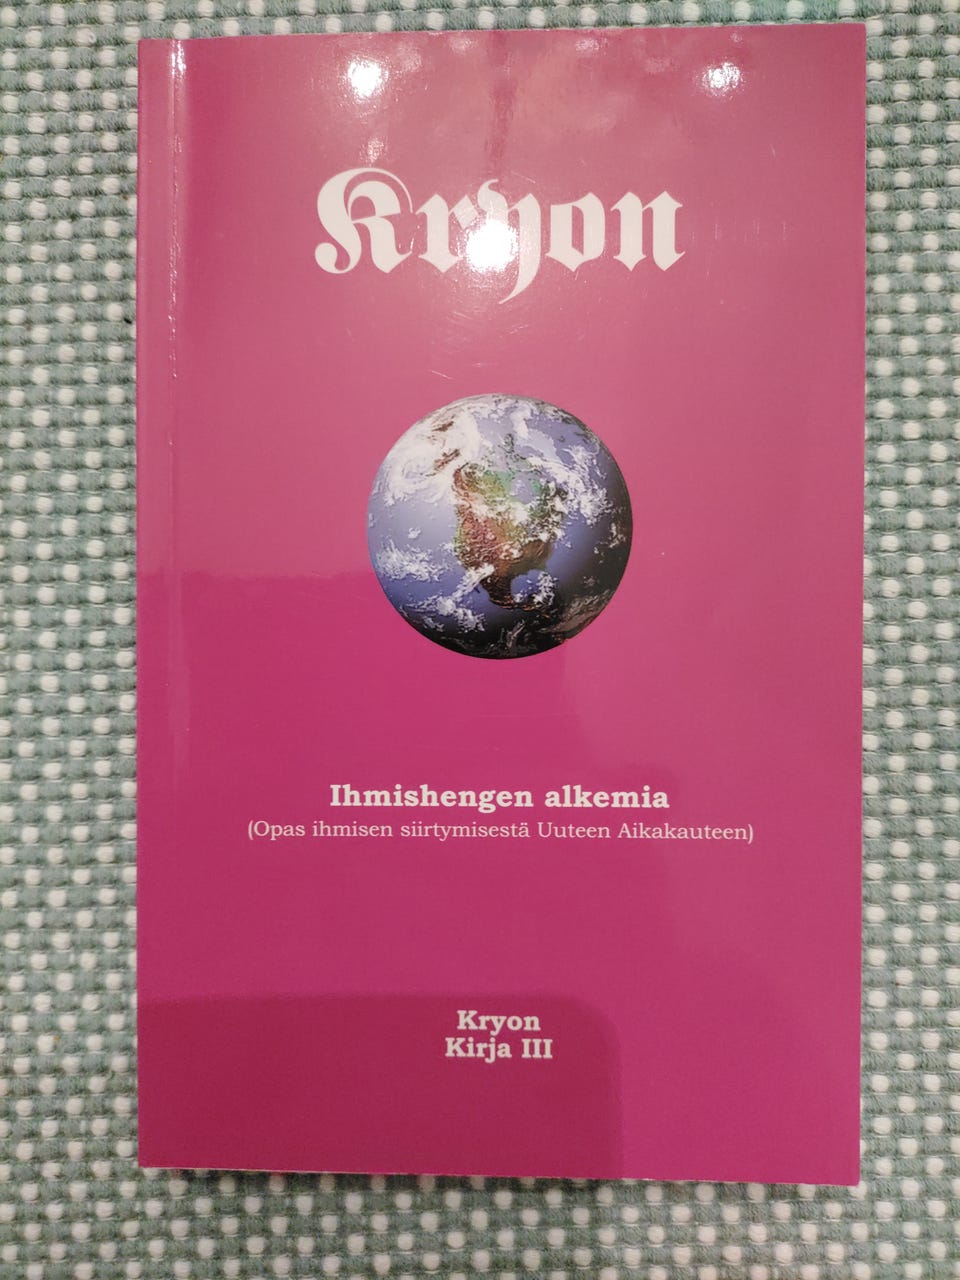 Kryon
Ihmishengen alkemia
(Opas ihmisen siirtymisestä Uuteen Aikakauteen)
Kryon
Kirja III